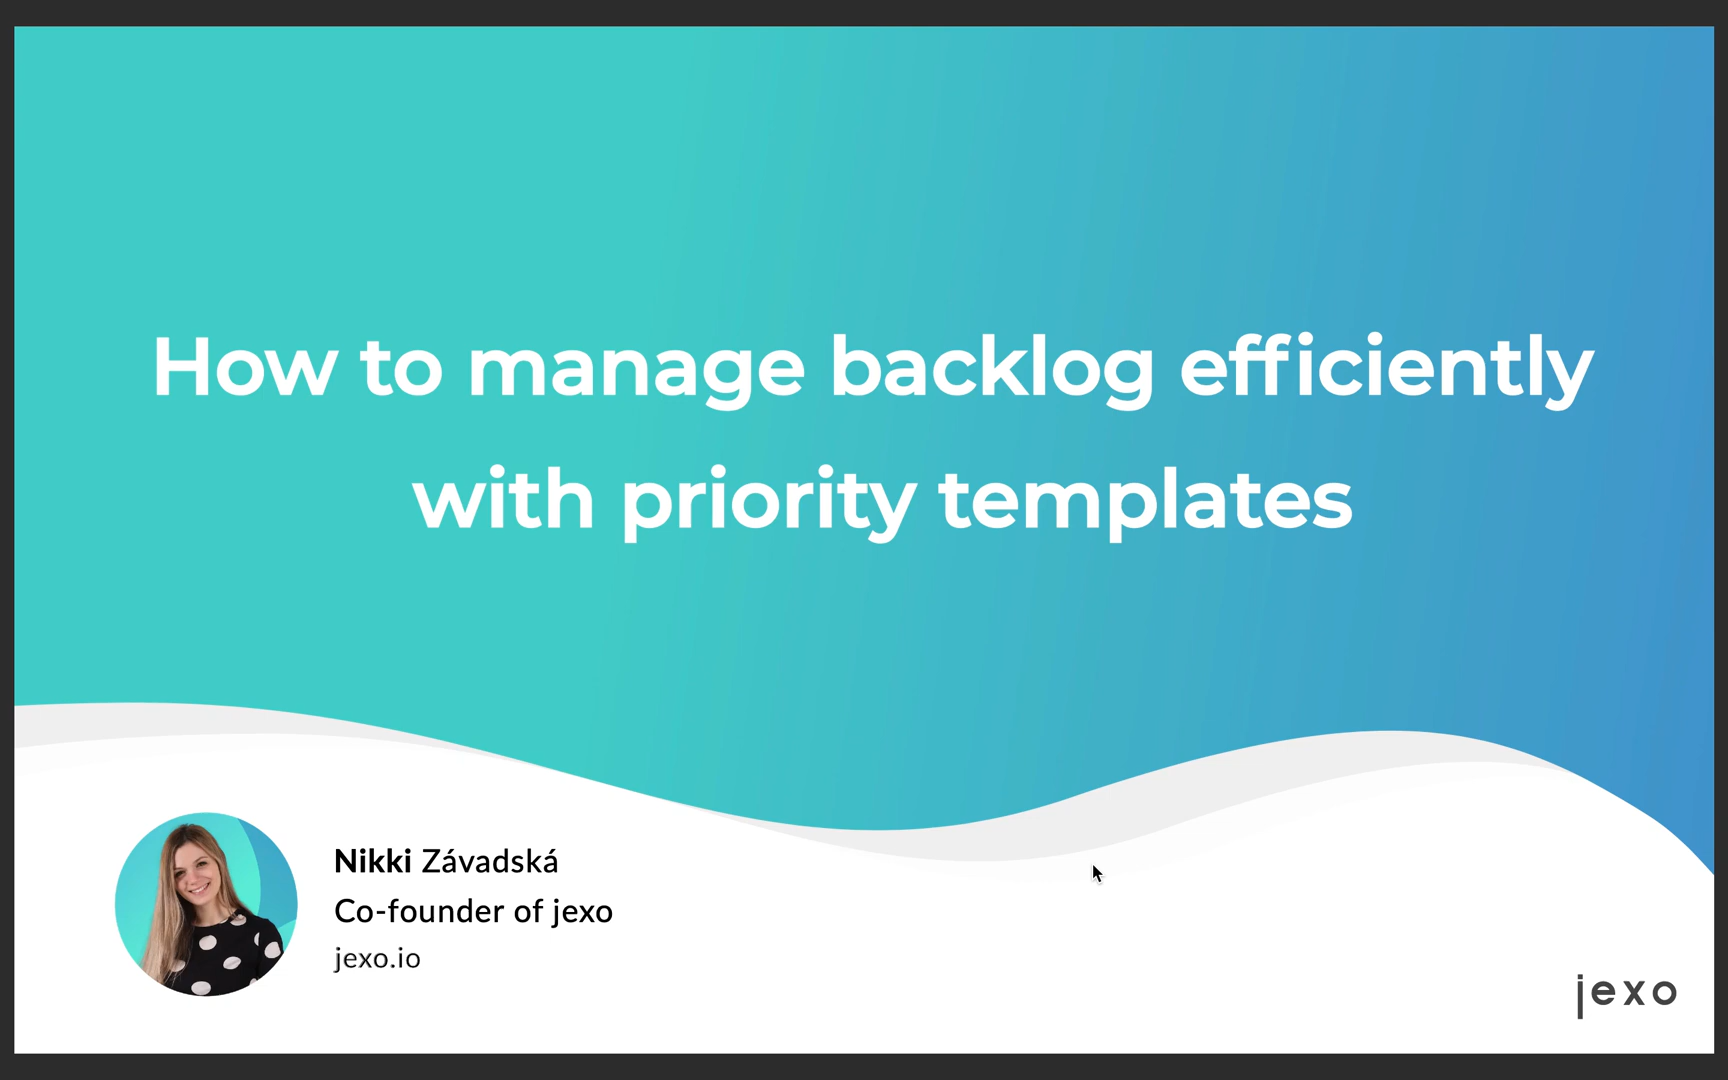 How to manage backlog efficiently
with priority templates
Nikki Závadská
Co-founder of jexo
jexo.io
jexo